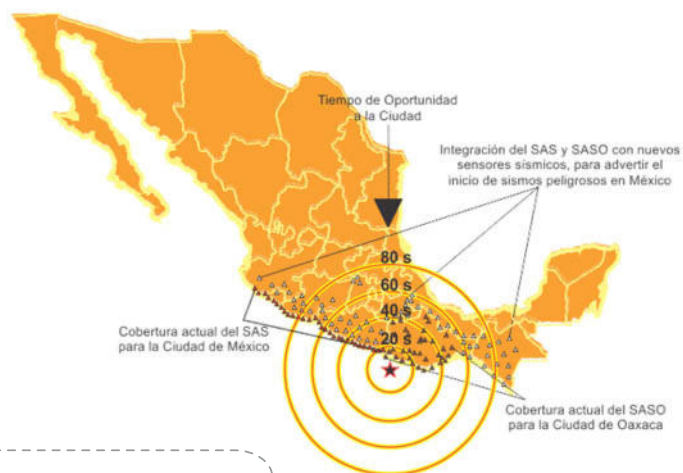 Tiempo de Oportunidad
a la Ciudad
Integración del SAS y SASO con nuevos
sensores sísmicos, para advertir el
inicio de sismos peligrosos en México
80 s
60 s
40 s
20 s
Cobertura actual del SAS
para la Ciudad de México
Cobertura actual del SASO
para la Ciudad de Oaxaca